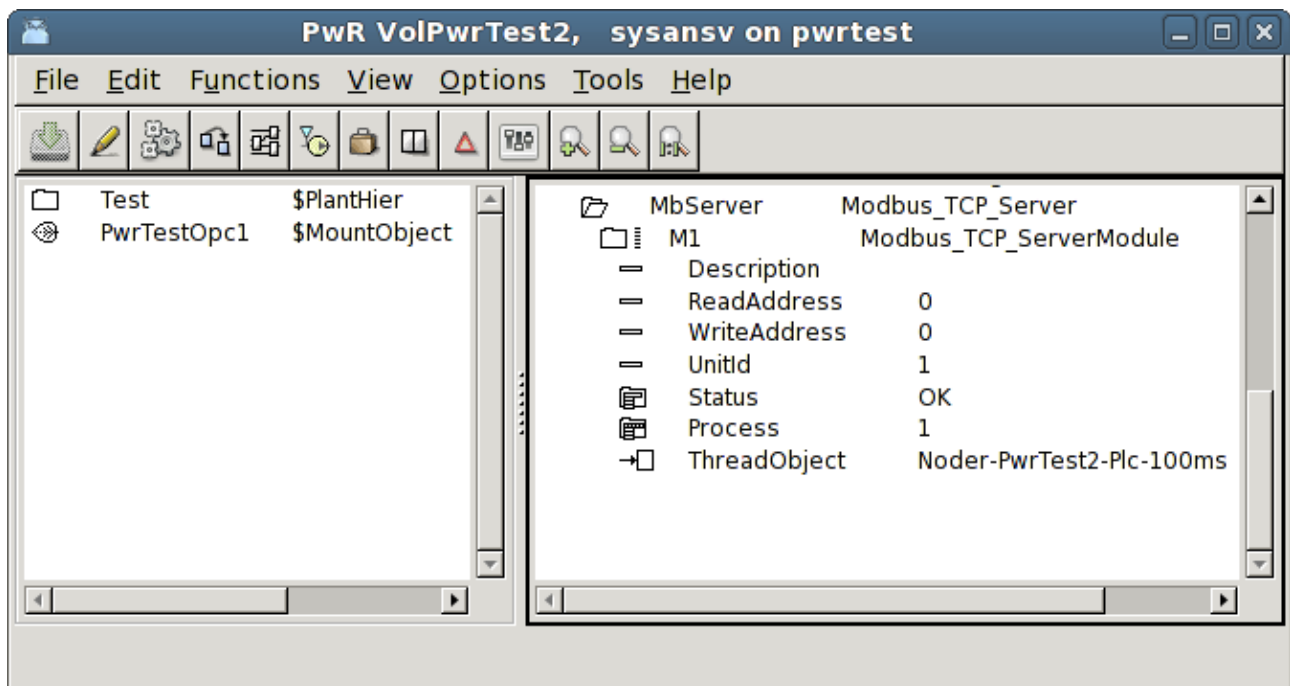 PwR VolPwrTest2, sysansv on pwrtest
File Edit Functions View Options Tools Help
Test $PlantHier
PwrTestOpc1 $MountObject
MbServer Modbus_TCP_Server
M1 Modbus_TCP_ServerModule
Description
ReadAddress 0
WriteAddress 0
UnitId 1
Status OK
Process 1
ThreadObject Noder-PwrTest2-Plc-100ms